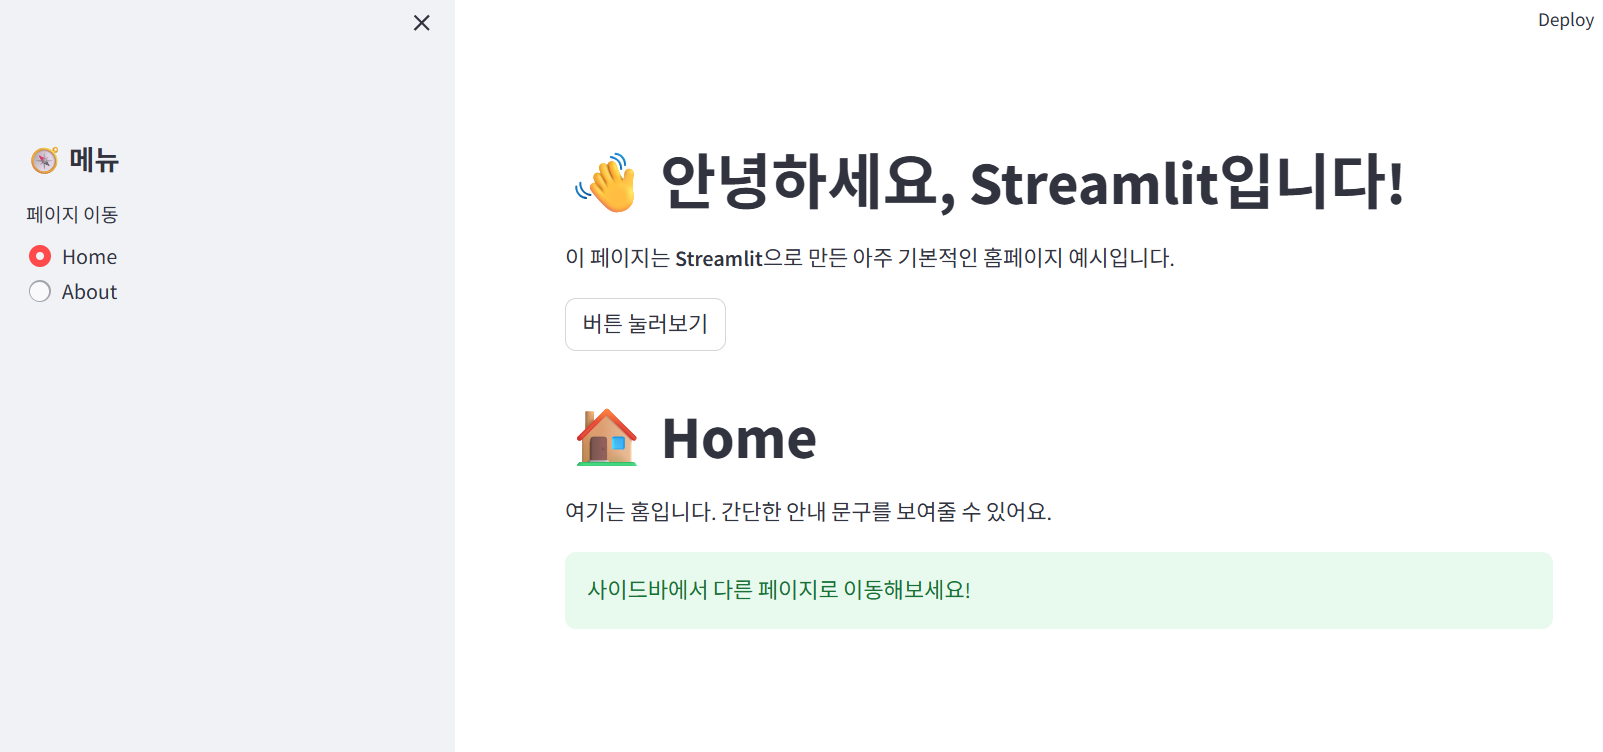 Deploy
메뉴
페이지 이동
Home
About
안녕하세요, Streamlit입니다!
이 페이지는 Streamlit으로 만든 아주 기본적인 홈페이지 예시입니다.
버튼 눌러보기
Home
여기는 홈입니다. 간단한 안내 문구를 보여줄 수 있어요.
사이드바에서 다른 페이지로 이동해보세요!